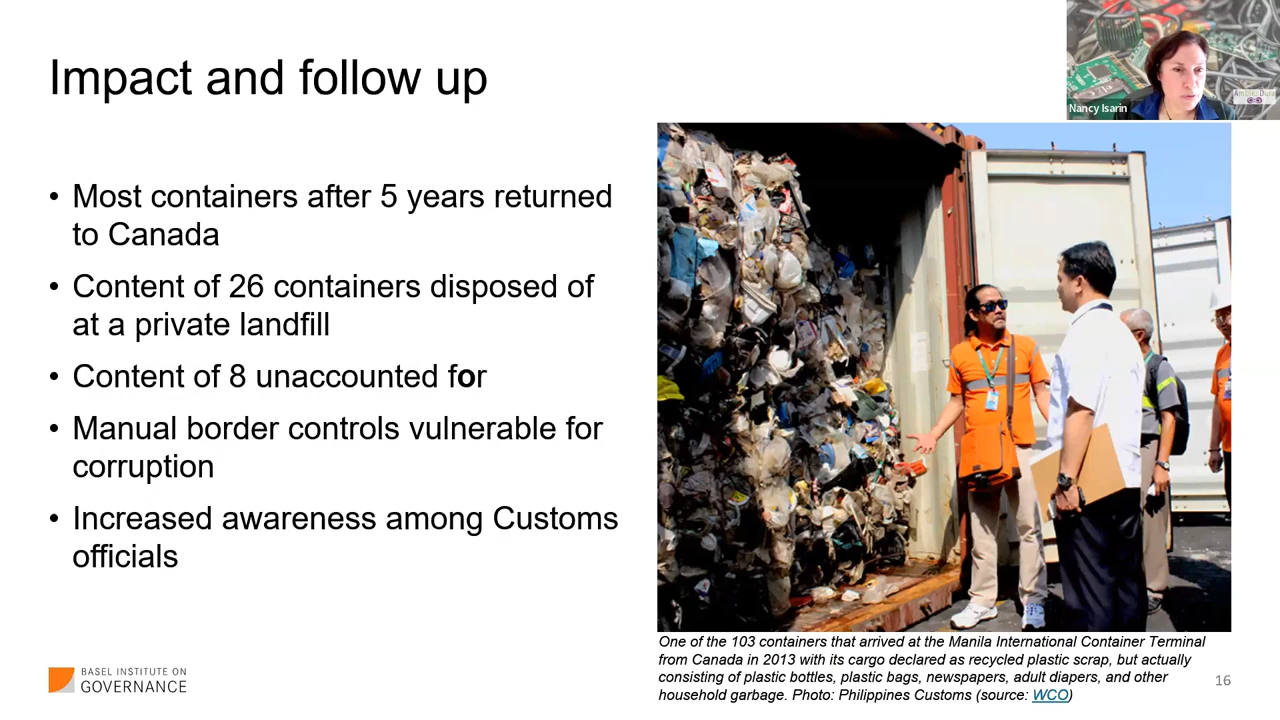 Impact and follow up
Nancy Isarin
AmbiesDura
• Most containers after 5 years returned
to Canada
• Content of 26 containers disposed of
at a private landfill
• Content of 8 unaccounted for
• Manual border controls vulnerable for
corruption
• Increased awareness among Customs
officials
One of the 103 containers that arrived at the Manila International Container Terminal
from Canada in 2013 with its cargo declared as recycled plastic scrap, but actually
consisting of plastic bottles, plastic bags, newspapers, adult diapers, and other
household garbage. Photo: Philippines Customs (source: WCO)
BASEL INSTITUTE ON
GOVERNANCE
16